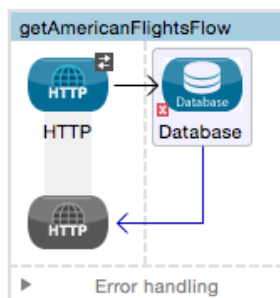 getAmericanFlightsFlow
HTTP
Database
HTTP
Database
HTTP
Error handling